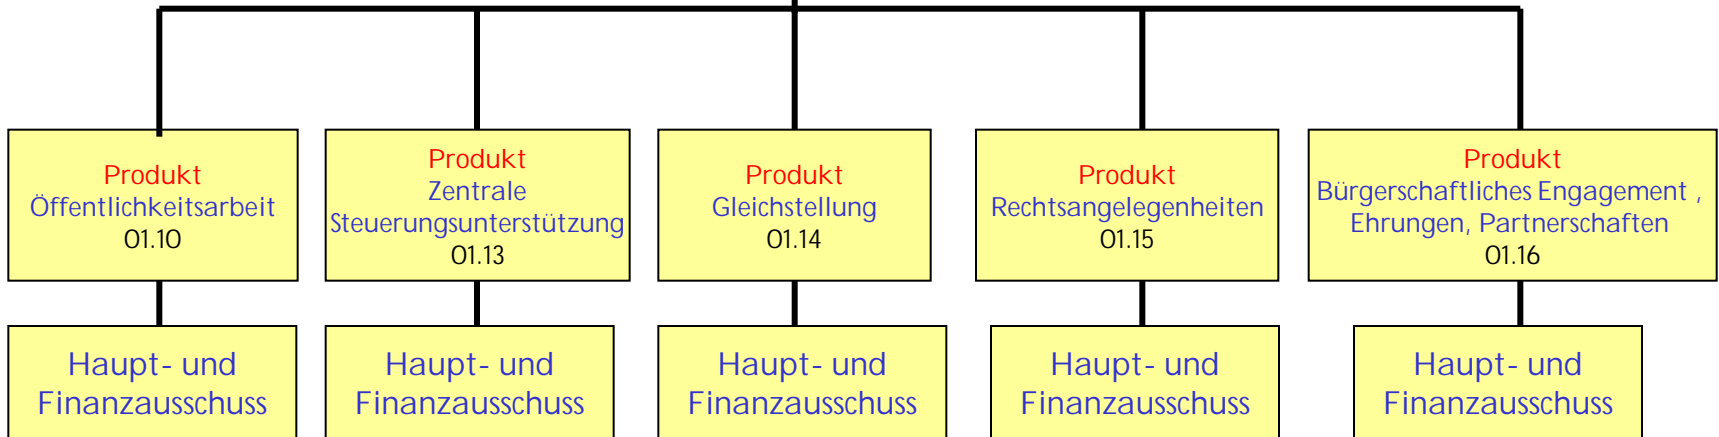 Produkt
Öffentlichkeitsarbeit
01.10
Produkt
Zentrale
Steuerungsunterstützung
01.13
Produkt
Gleichstellung
01.14
Produkt
Rechtsangelegenheiten
01.15
Produkt
Bürgerschaftliches Engagement ,
Ehrungen, Partnerschaften
01.16
Haupt- und
Finanzausschuss
Haupt- und
Finanzausschuss
Haupt- und
Finanzausschuss
Haupt- und
Finanzausschuss
Haupt- und
Finanzausschuss